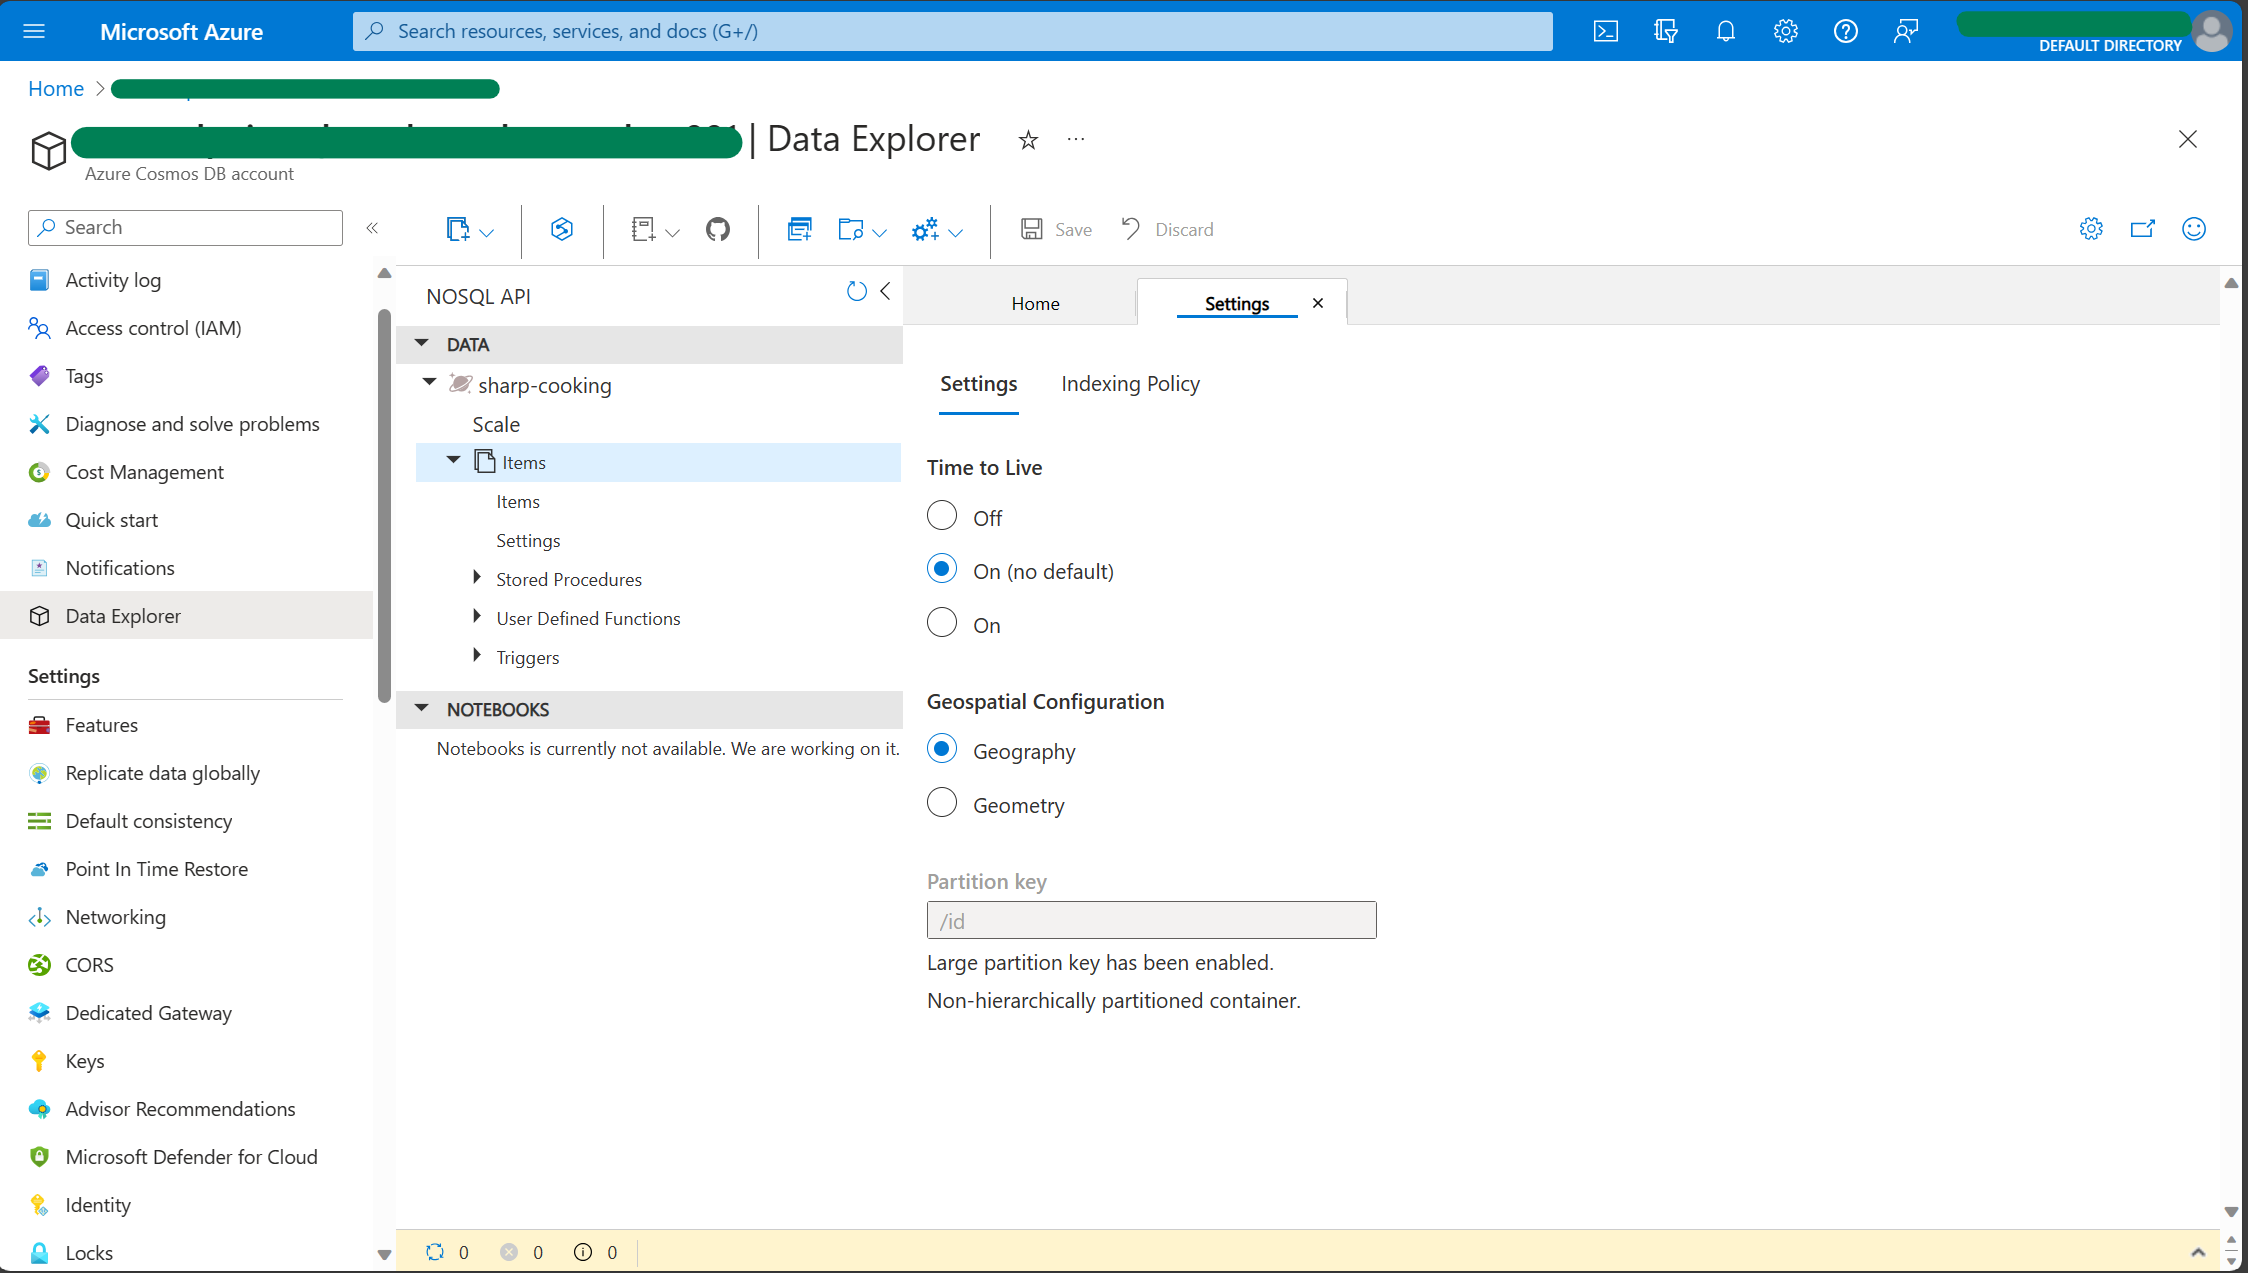 Microsoft Azure
Search resources, services, and docs (G+/)
DEFAULT DIRECTORY
Home
| Data Explorer
Azure Cosmos DB account
Search
Save
Discard
Activity log
Access control (IAM)
Tags
Diagnose and solve problems
Cost Management
Quick start
Notifications
Data Explorer
Settings
Features
Replicate data globally
Default consistency
Point In Time Restore
Networking
CORS
Dedicated Gateway
Keys
Advisor Recommendations
Microsoft Defender for Cloud
Identity
Locks
NOSQL API
DATA
sharp-cooking
Scale
Items
Items
Settings
Stored Procedures
User Defined Functions
Triggers
NOTEBOOKS
Notebooks is currently not available. We are working on it.
Home
Settings
Settings
Indexing Policy
Time to Live
Off
On (no default)
On
Geospatial Configuration
Geography
Geometry
Partition key
/id
Large partition key has been enabled.
Non-hierarchically partitioned container.
0
0
0